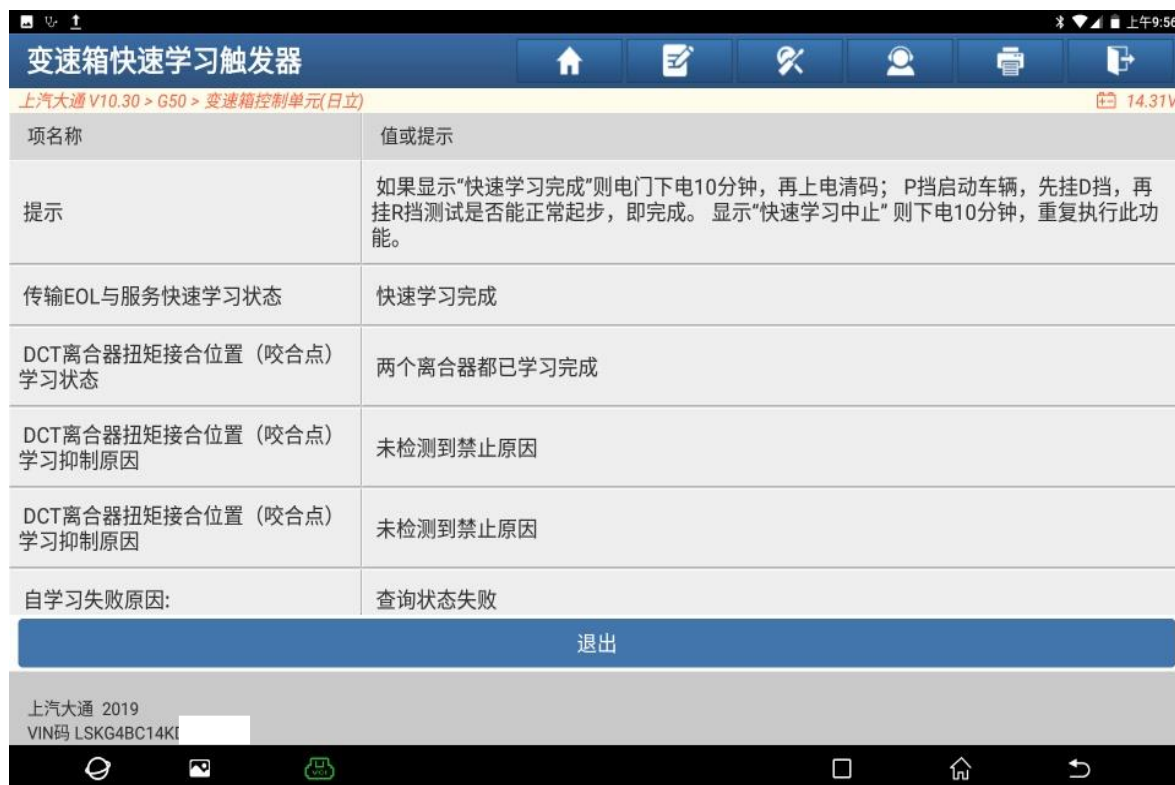 上午9:56
变速箱快速学习触发器
上汽大通 V10.30 > G50 > 变速箱控制单元(日立)
14.31V
项名称
值或提示
提示
如果显示“快速学习完成”则电门下电10分钟，再上电清码； P挡启动车辆，先挂D挡，再
挂R挡测试是否能正常起步，即完成。 显示“快速学习中止” 则下电10分钟，重复执行此功
能。
传输EOL与服务快速学习状态
快速学习完成
DCT离合器扭矩接合位置（咬合点）
学习状态
两个离合器都已学习完成
DCT离合器扭矩接合位置（咬合点）
学习抑制原因
未检测到禁止原因
DCT离合器扭矩接合位置（咬合点）
学习抑制原因
未检测到禁止原因
自学习失败原因:
查询状态失败
退出
上汽大通 2019
VIN码 LSKG4BC14K
VCI